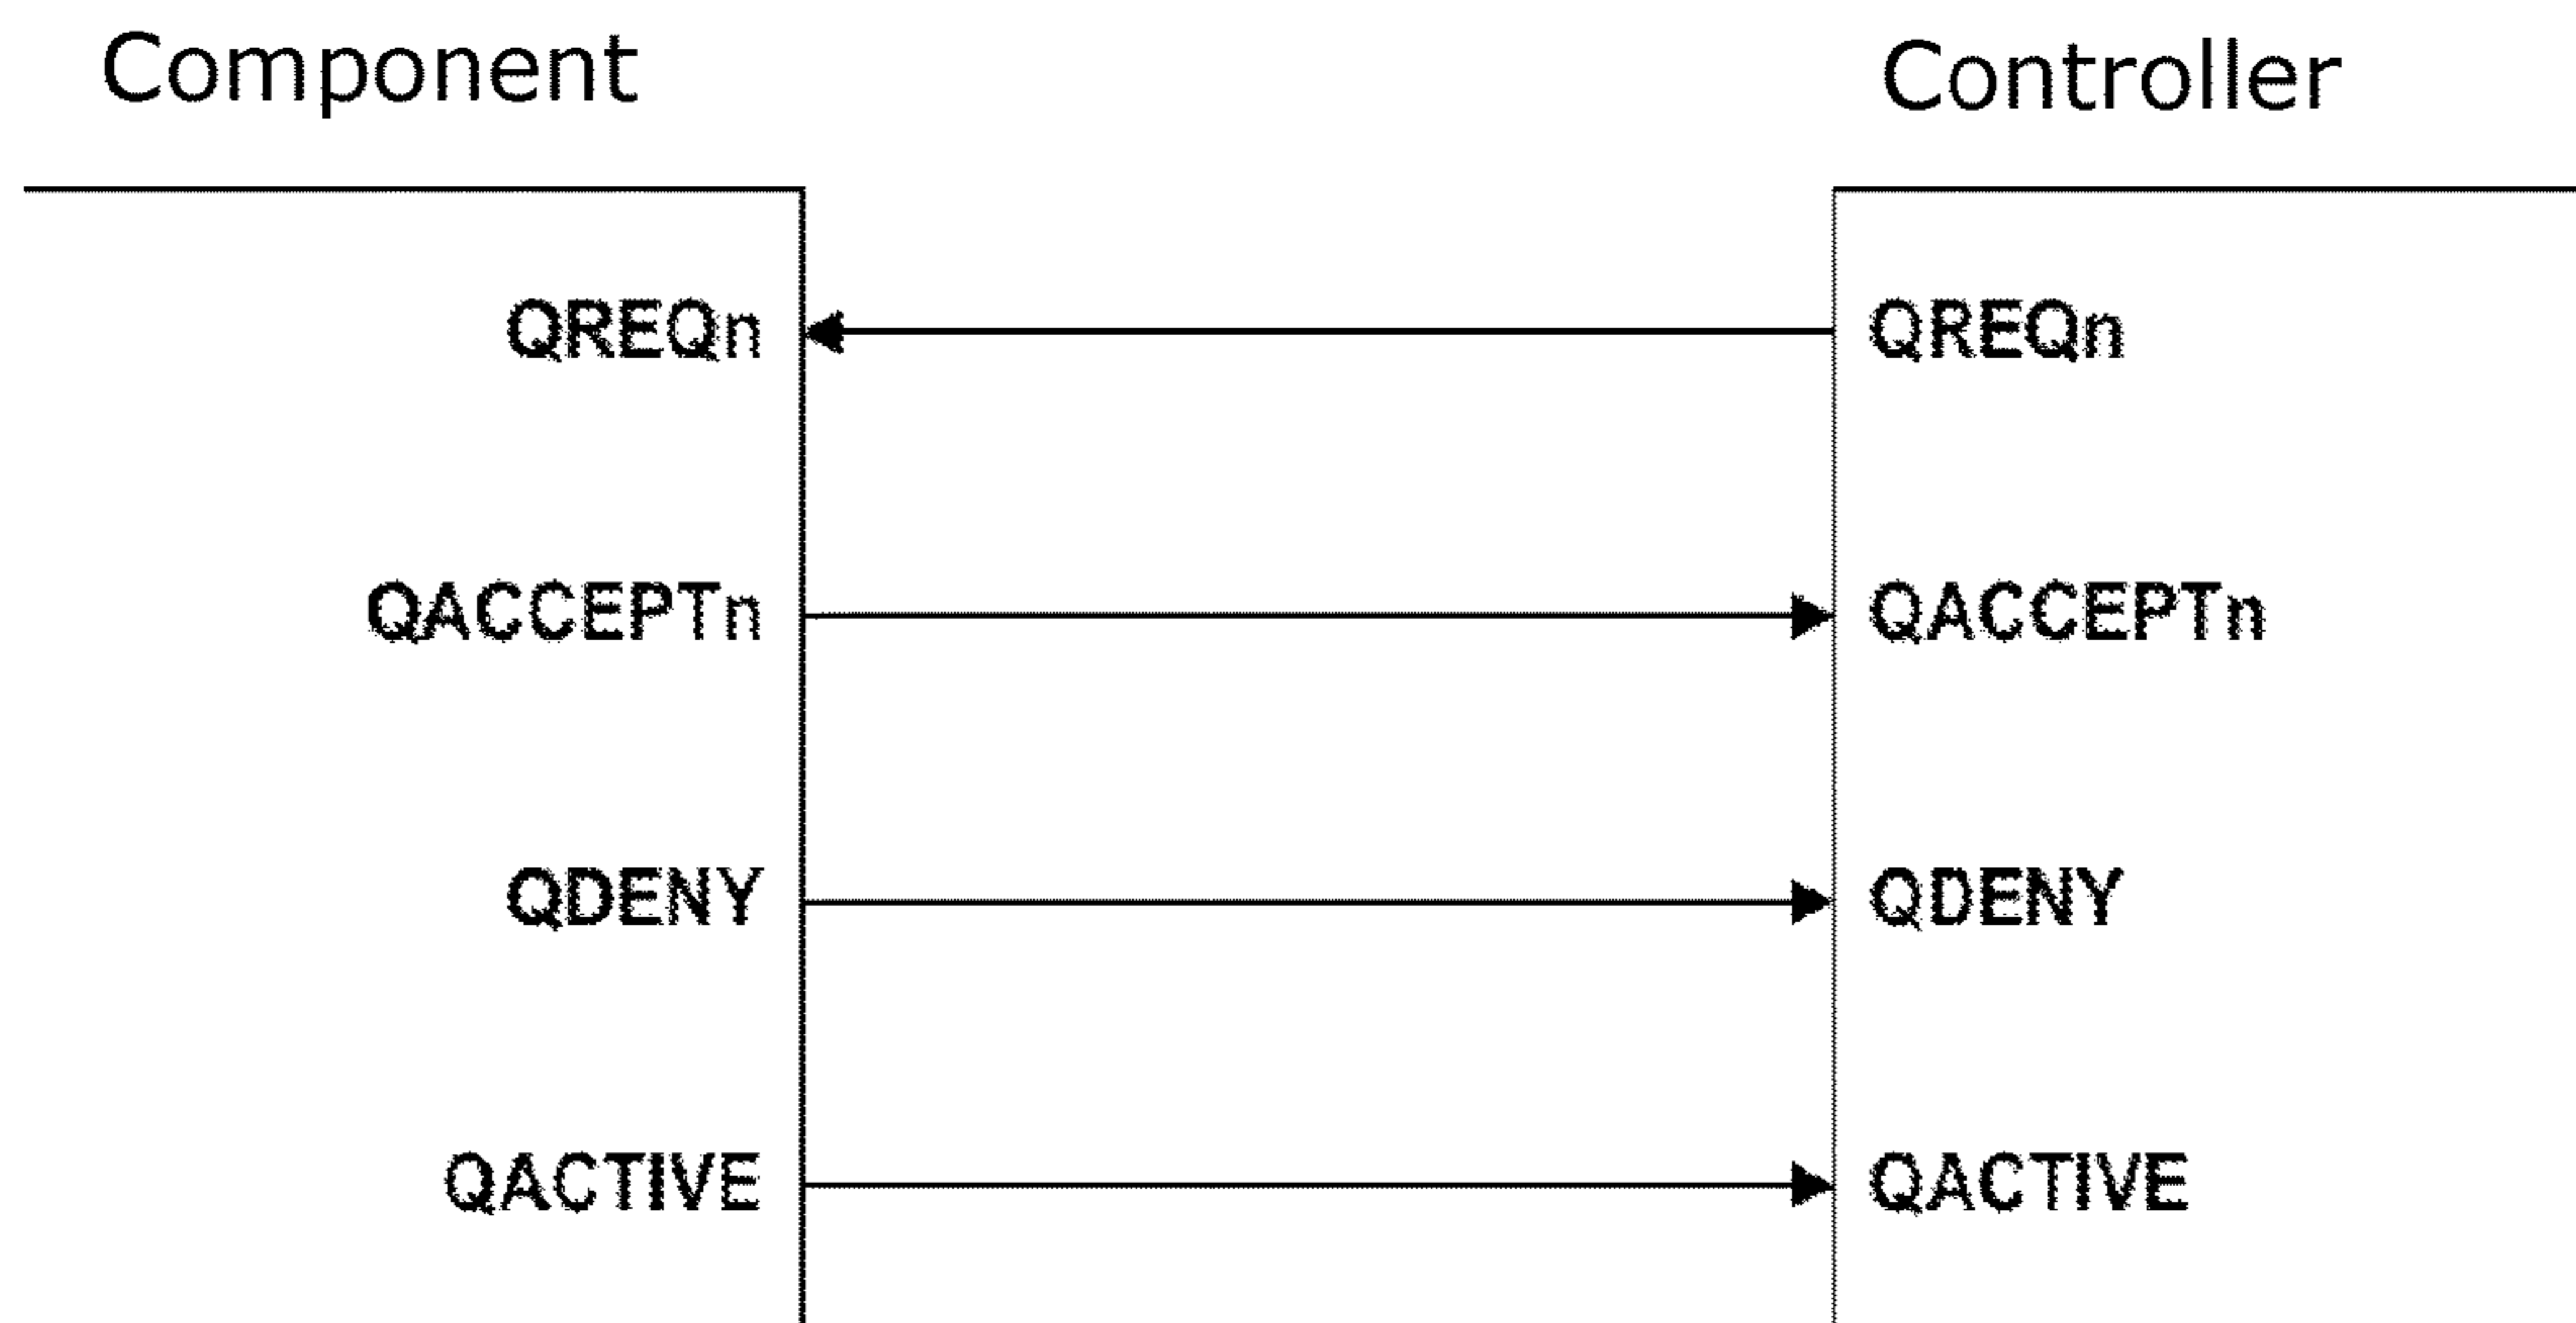 Component Controller
QREQn QREQn
QACCEPTn QACCEPTn
QDENY QDENY
QACTIVE QACTIVE